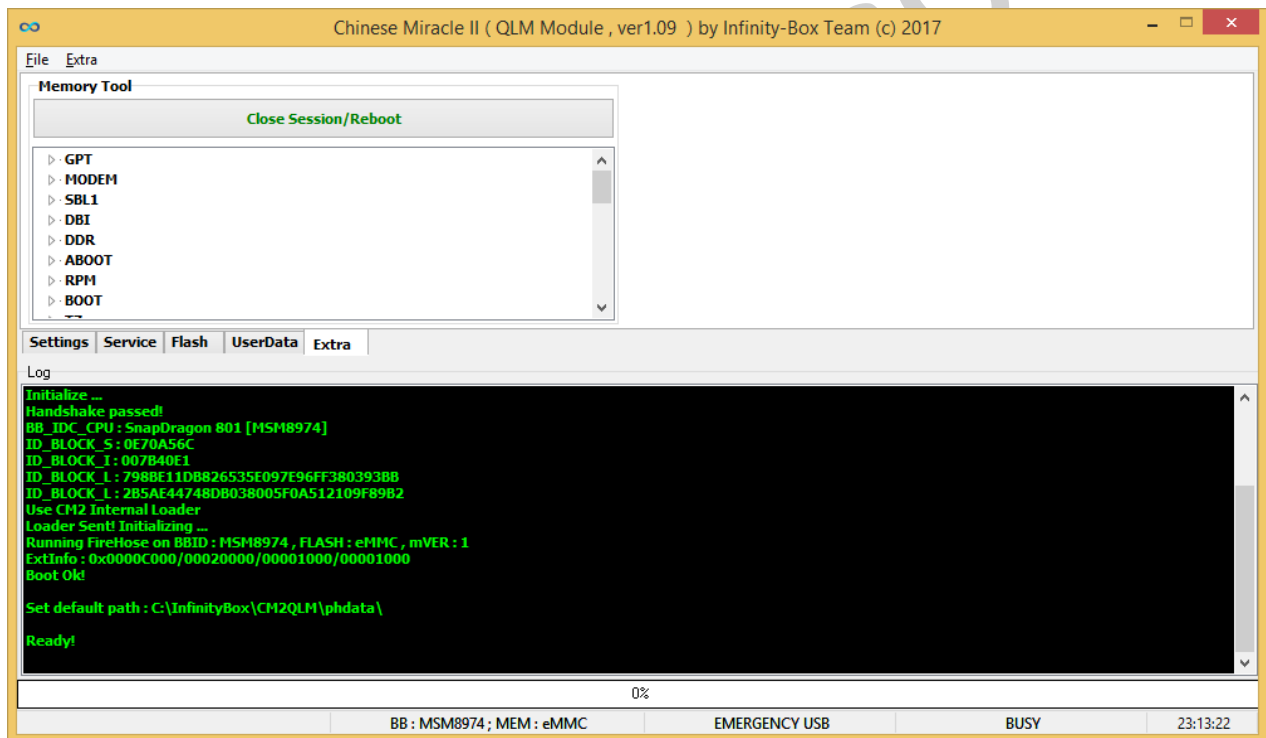 Chinese Miracle II ( QLM Module , ver1.09 ) by Infinity-Box Team (c) 2017
File Extra
Memory Tool
Close Session/Reboot
GPT
MODEM
SBL1
DBI
DDR
ABOOT
RPM
BOOT
Settings Service Flash UserData Extra
Log
Initialize ...
Handshake passed!
BB_IDC_CPU : SnapDragon 801 [MSM8974]
ID_BLOCK_S : 0E70A56C
ID_BLOCK_I : 007B40E1
ID_BLOCK_L : 798BE11DB826535E097E96FF380393BB
ID_BLOCK_L : 2B5AE44748DB038005F0A512109F89B2
Use CM2 Internal Loader
Loader Sent! Initializing ...
Running FireHose on BBID : MSM8974 , FLASH : eMMC , mVER : 1
ExtInfo : 0x0000C000/00020000/00001000/00001000
Boot Ok!
Set default path : C:\InfinityBox\CM2QLM\phdata\
Ready!
0%
BB : MSM8974 ; MEM : eMMC EMERGENCY USB BUSY 23:13:22